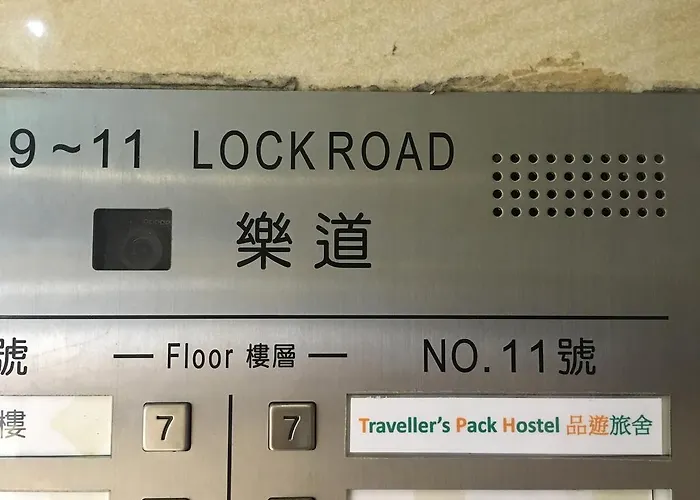 9~11 LOCK ROAD
樂道
號 — Floor 樓層 — NO.11號
樓 7 7 Traveller's Pack Hostel 品遊旅舍